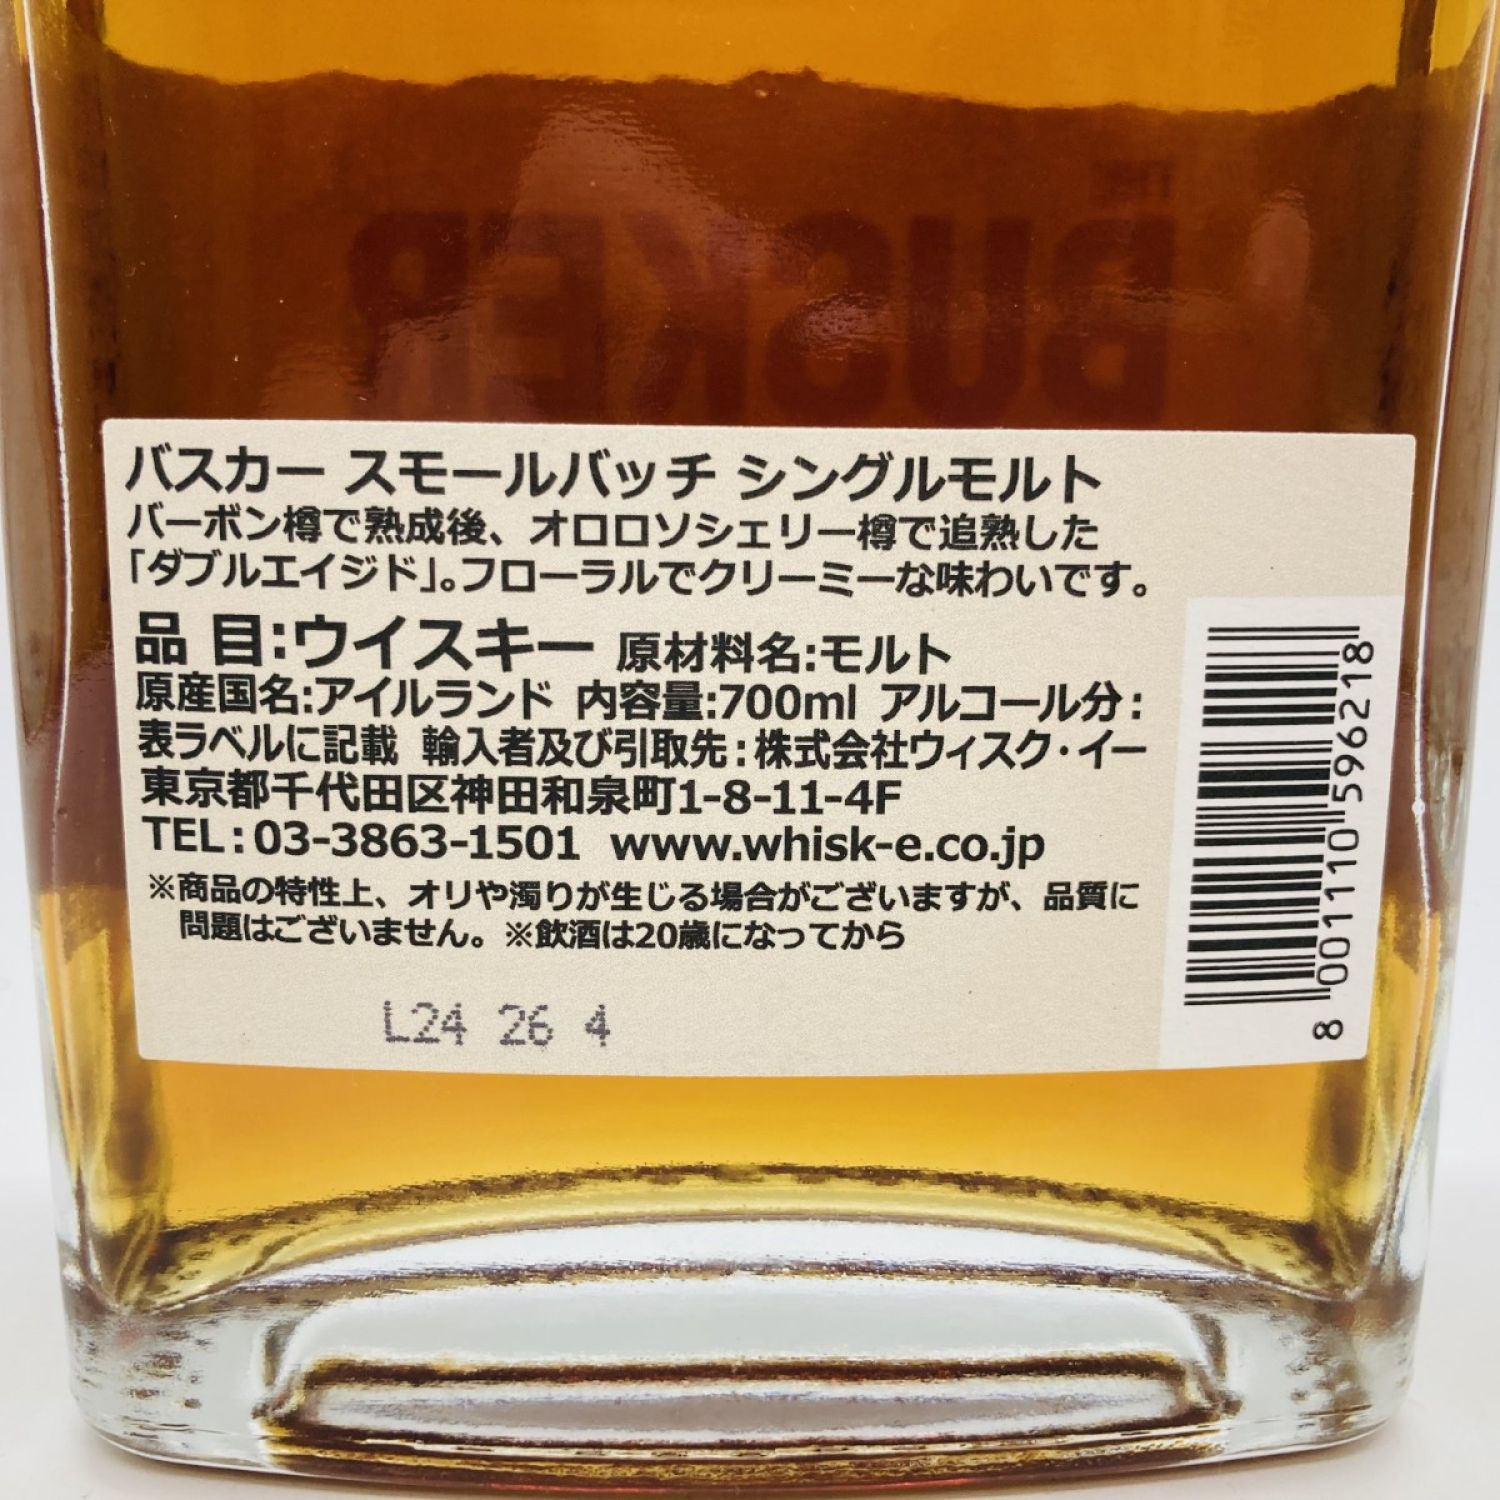 THE
BUSKER
バスカー スモールバッチ シングルモルト
バーボン樽で熟成後、オロロソシェリー樽で追熟した
「ダブルエイジド」。フローラルでクリーミーな味わいです。
品 目:ウイスキー 原材料名:モルト
原産国名:アイルランド 内容量:700ml アルコール分:
表ラベルに記載 輸入者及び引取先:株式会社ウィスク・イー
東京都千代田区神田和泉町1-8-11-4F
TEL:03-3863-1501 www.whisk-e.co.jp
※商品の特性上、オリや濁りが生じる場合がございますが、品質に
問題はございません。※飲酒は20歳になってから
L24 26 4
8 001110 596218